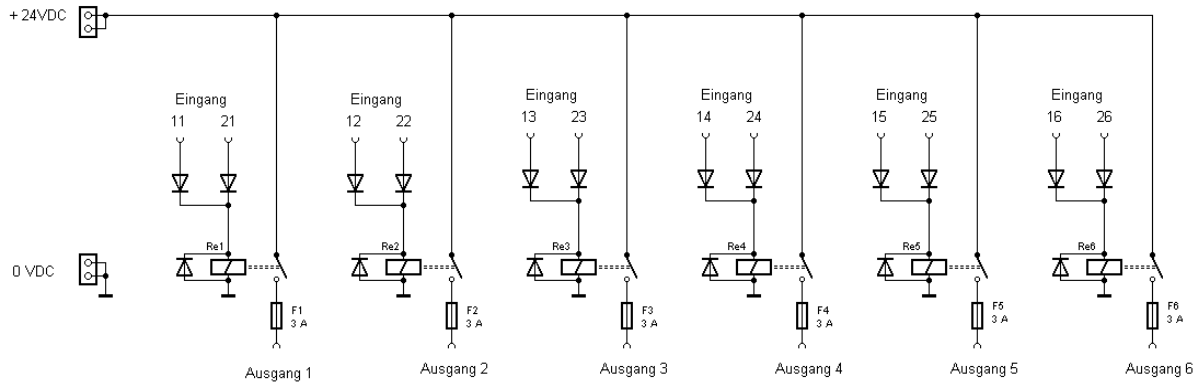 + 24VDC
Eingang
11 21
Eingang
12 22
Eingang
13 23
Eingang
14 24
Eingang
15 25
Eingang
16 26
0 VDC
Re1
Re2
Re3
Re4
Re5
Re6
F1
3 A
F2
3 A
F3
3 A
F4
3 A
F5
3 A
F6
3 A
Ausgang 1
Ausgang 2
Ausgang 3
Ausgang 4
Ausgang 5
Ausgang 6